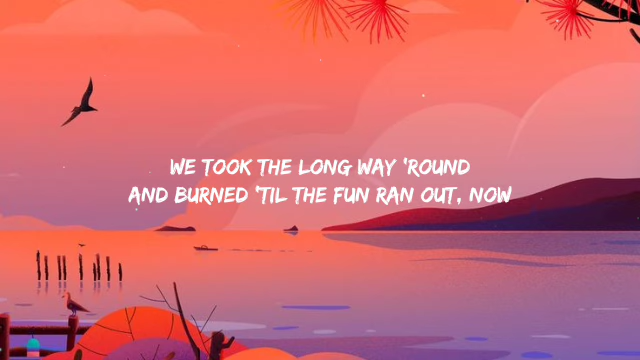 WE TOOK THE LONG WAY 'ROUND
AND BURNED 'TIL THE FUN RAN OUT, NOW